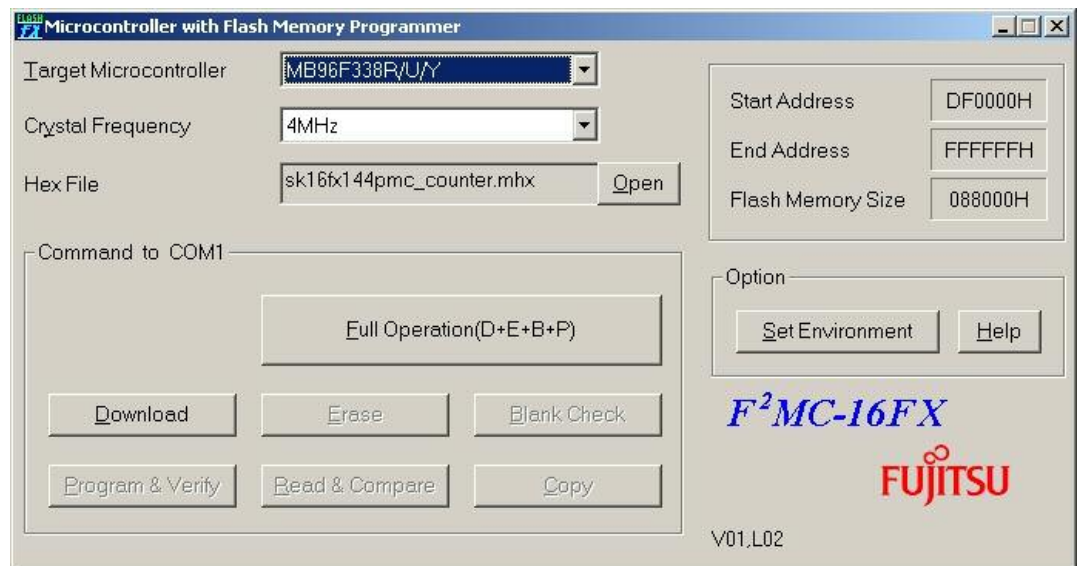 FLASH
FX Microcontroller with Flash Memory Programmer
Target Microcontroller MB96F338R/U/Y
Crystal Frequency 4MHz
Hex File sk16fx144pmc_counter.mhx Open
Start Address DF0000H
End Address FFFFFFH
Flash Memory Size 088000H
Command to COM1
Full Operation(D+E+B+P)
Download Erase Blank Check
Program & Verify Read & Compare Copy
Option
Set Environment Help
F²MC-16FX
FUJITSU
V01,L02